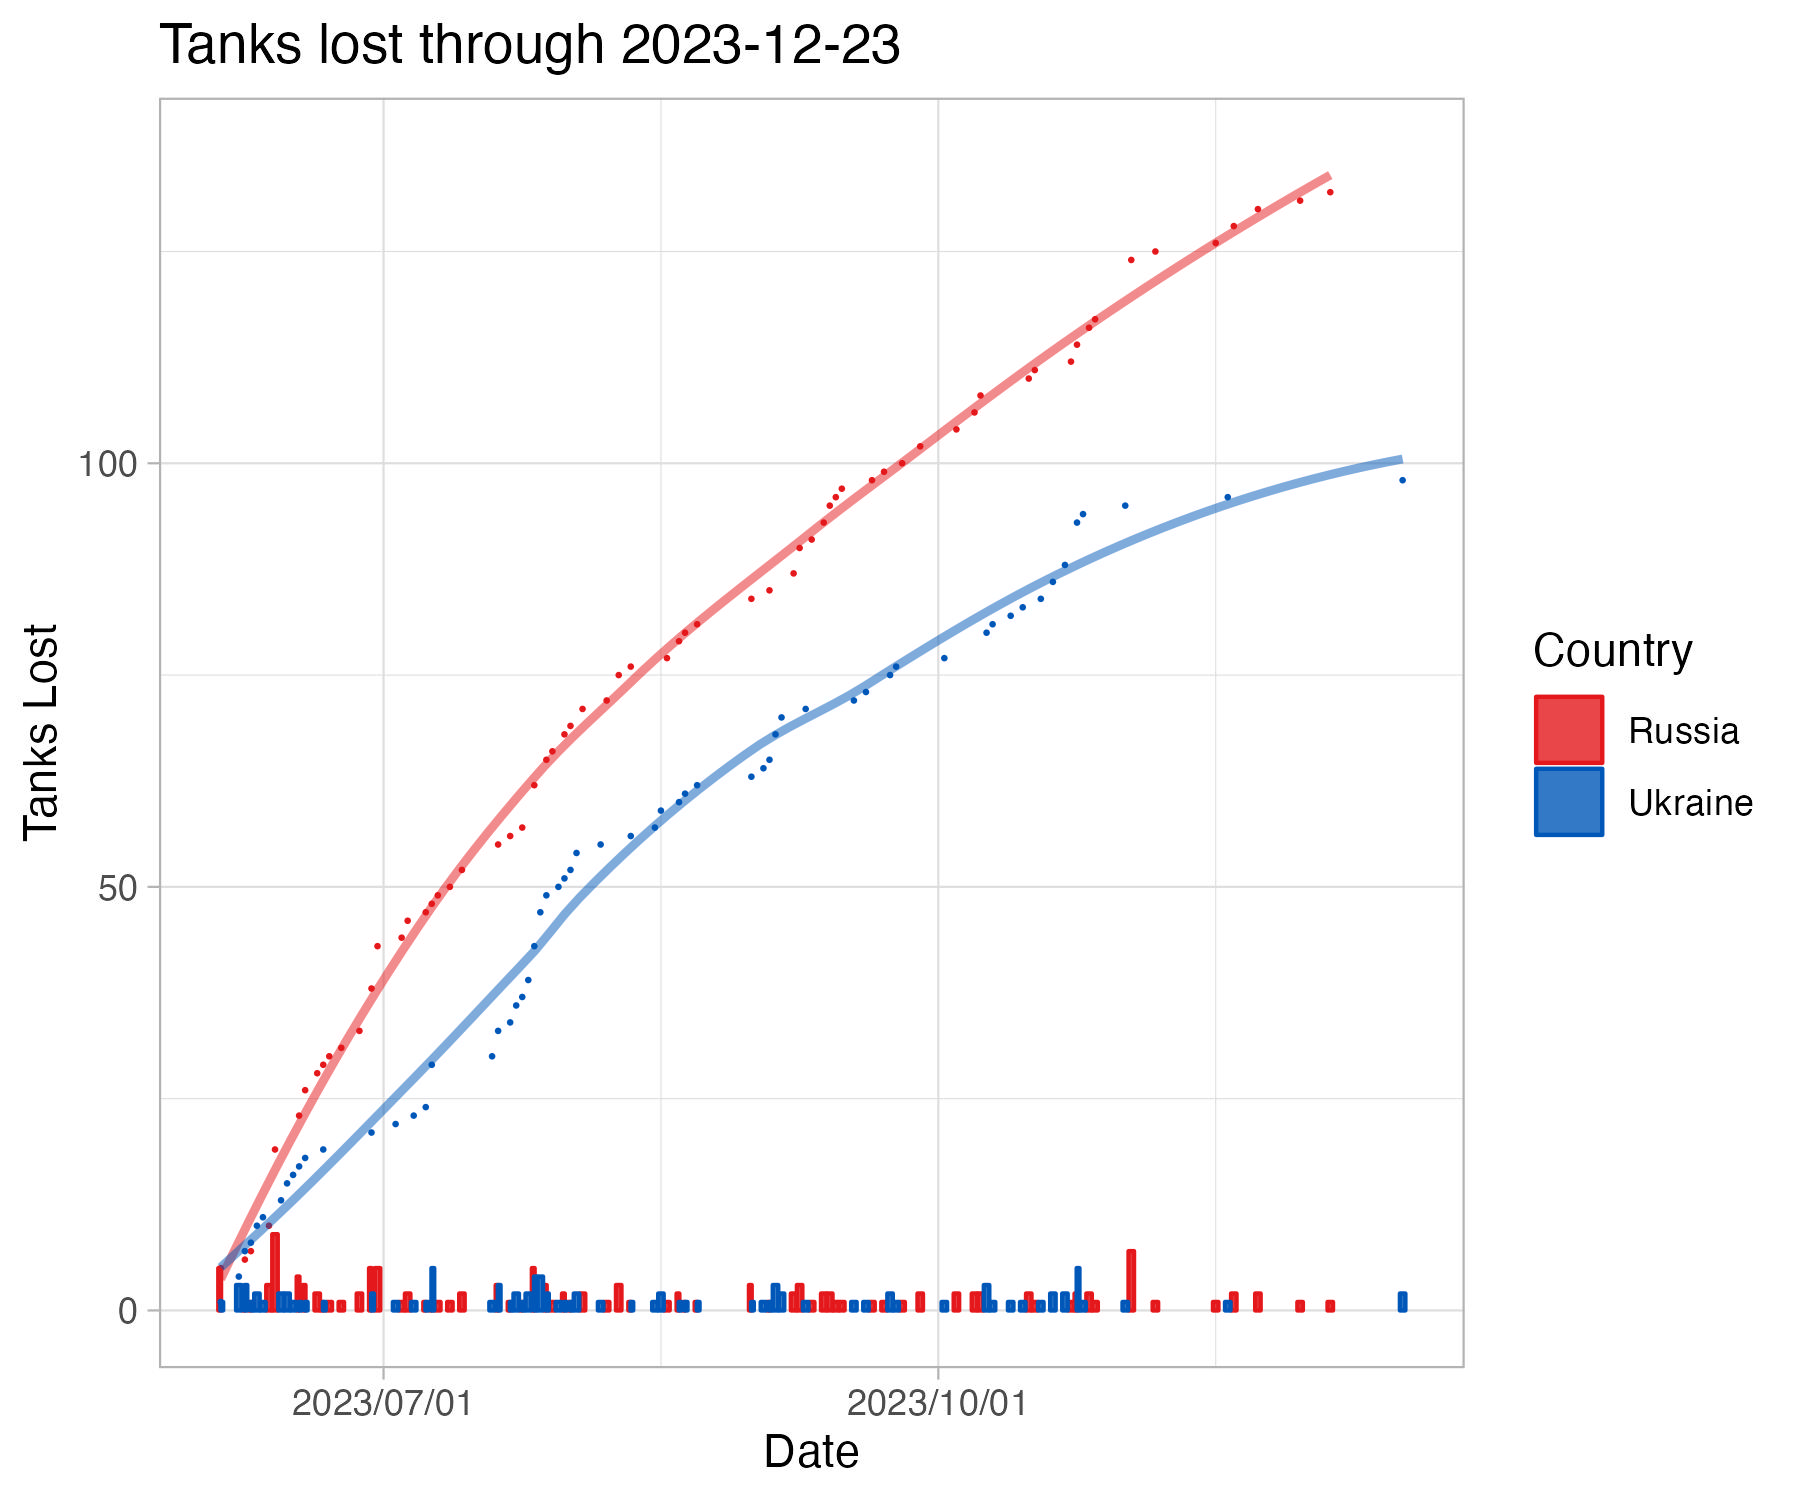 Tanks lost through 2023-12-23
Tanks Lost
100
50
0
2023/07/01
2023/10/01
Date
Country
Russia
Ukraine